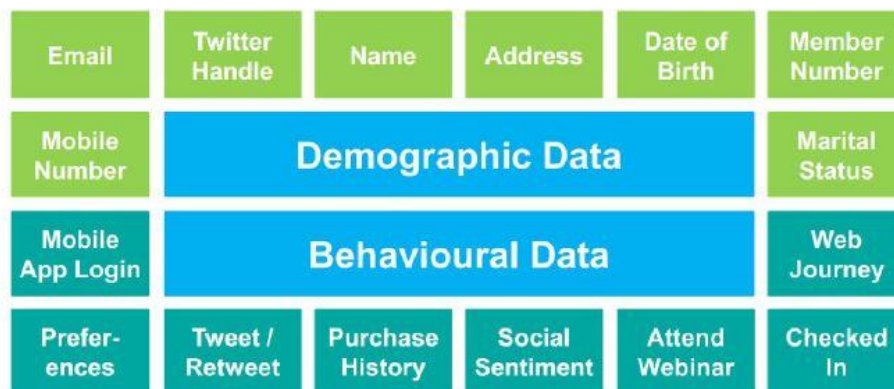 Email
Twitter
Handle
Name
Address
Date of
Birth
Member
Number
Mobile
Number
Demographic Data
Marital
Status
Mobile
App Login
Behavioural Data
Web
Journey
Prefer-
ences
Tweet /
Retweet
Purchase
History
Social
Sentiment
Attend
Webinar
Checked
In